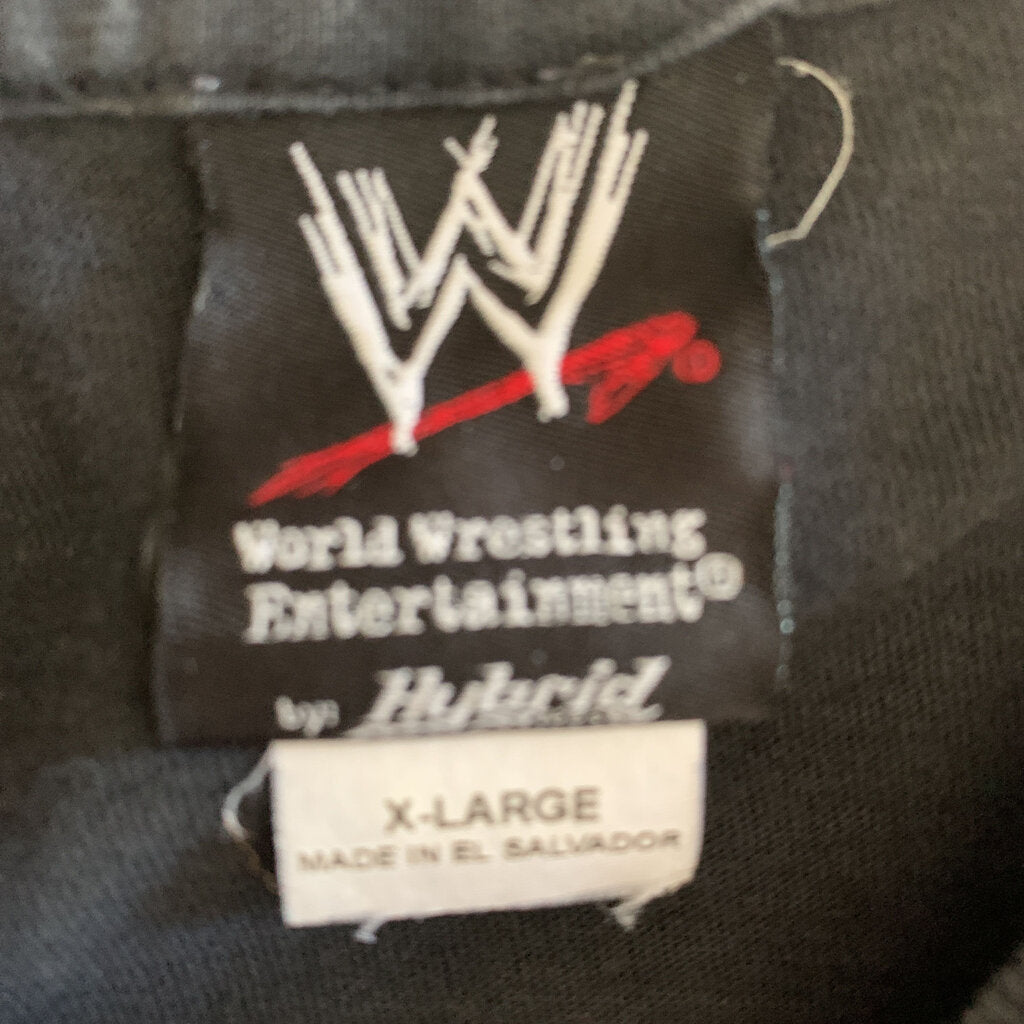 W
World Wrestling
Entertainment®
by: Hybrid
X-LARGE
MADE IN EL SALVADOR